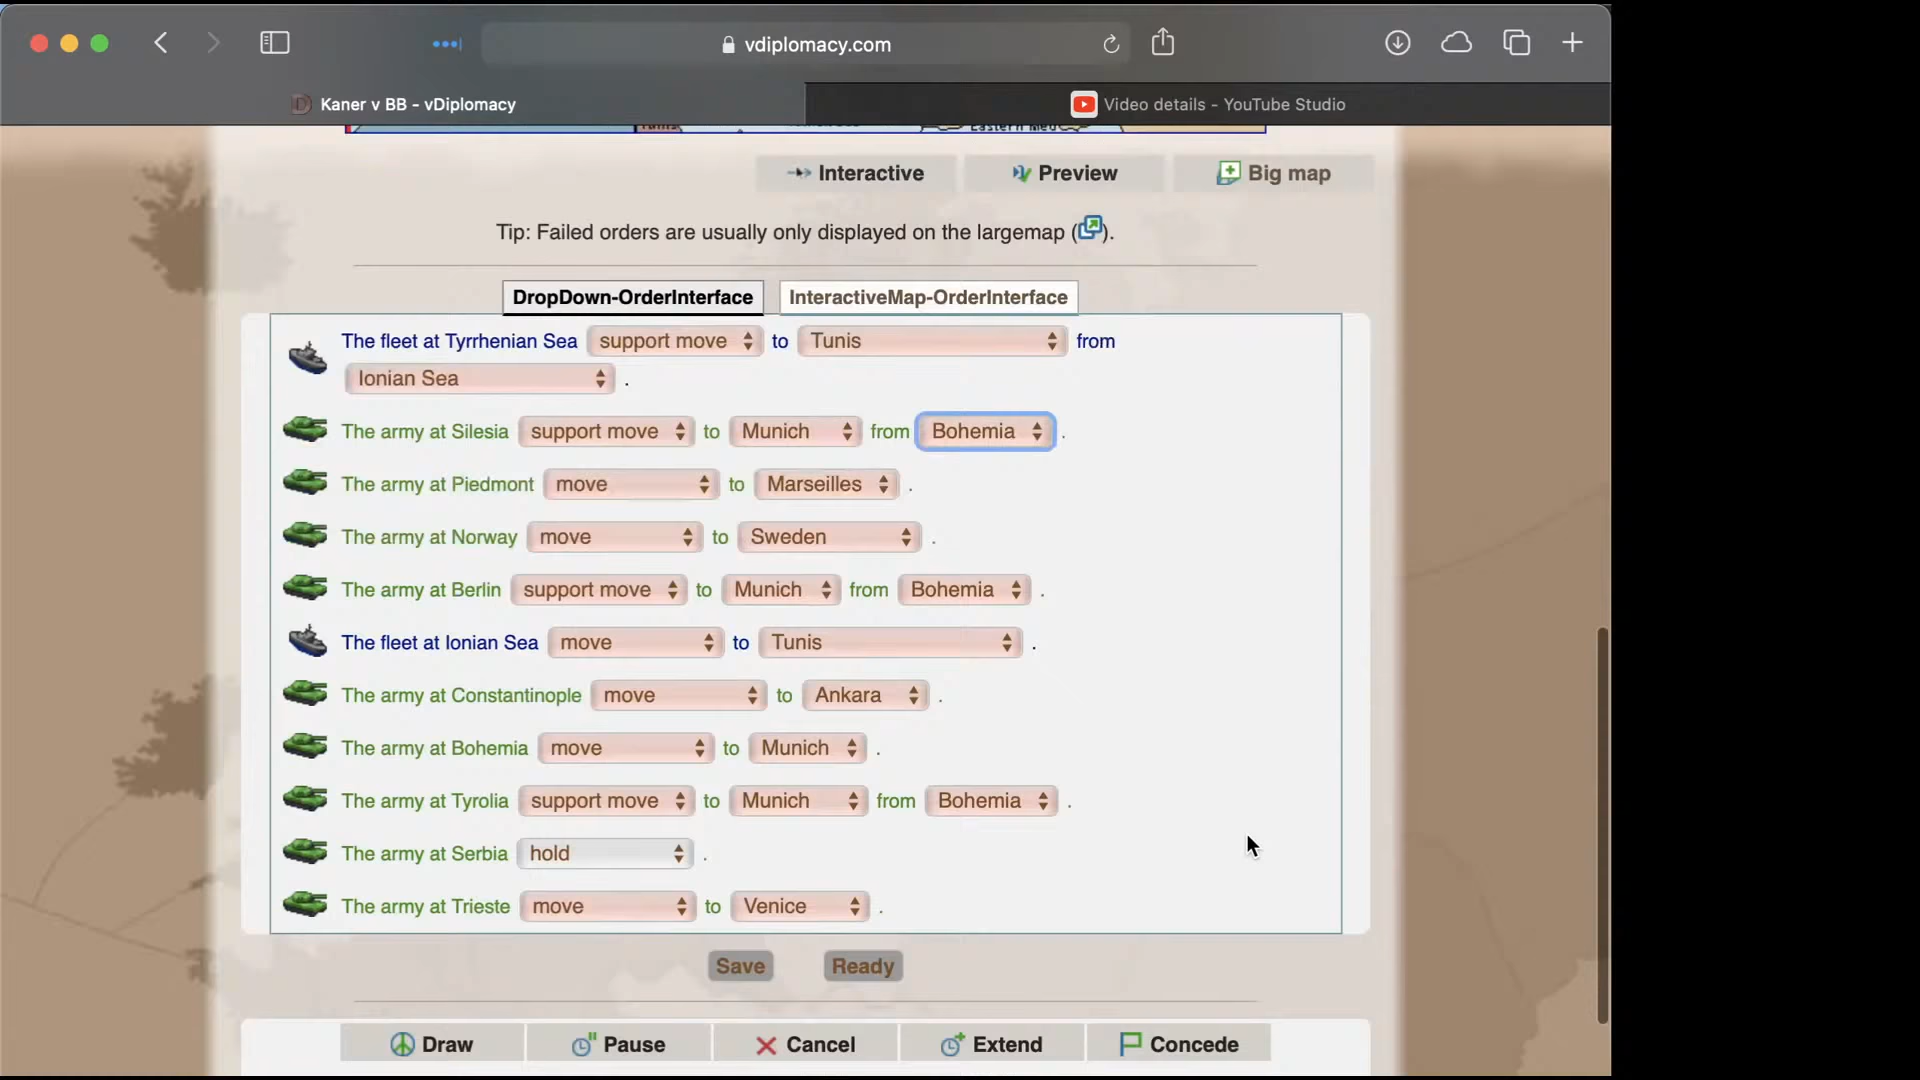 vdiplomacy.com
Kaner v BB - vDiplomacy
Video details - YouTube Studio
Tunis
Eastern Med
Interactive
Preview
Big map
Tip: Failed orders are usually only displayed on the largemap ( ).
DropDown-OrderInterface
InteractiveMap-OrderInterface
The fleet at Tyrrhenian Sea support move to Tunis from
Ionian Sea .
The army at Silesia support move to Munich from Bohemia .
The army at Piedmont move to Marseilles .
The army at Norway move to Sweden .
The army at Berlin support move to Munich from Bohemia .
The fleet at Ionian Sea move to Tunis .
The army at Constantinople move to Ankara .
The army at Bohemia move to Munich .
The army at Tyrolia support move to Munich from Bohemia .
The army at Serbia hold .
The army at Trieste move to Venice .
Save
Ready
Draw
Pause
Cancel
Extend
Concede